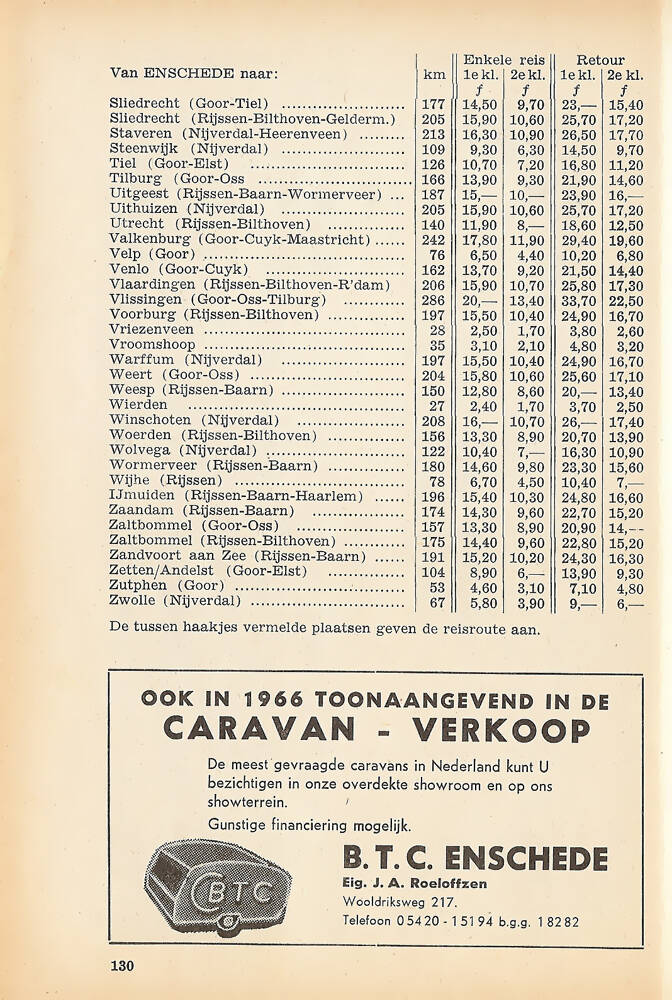 Enkele reis Retour
Van ENSCHEDE naar: km 1e kl. 2e kl. 1e kl. 2e kl.
f f f f
Sliedrecht (Goor-Tiel) ........................ 177 14,50 9,70 23,— 15,40
Sliedrecht (Rijssen-Bilthoven-Gelderm.) 205 15,90 10,60 25,70 17,20
Staveren (Nijverdal-Heerenveen) ......... 213 16,30 10,90 26,50 17,70
Steenwijk (Nijverdal) ........................ 109 9,30 6,30 14,50 9,70
Tiel (Goor-Elst) .............................. 126 10,70 7,20 16,80 11,20
Tilburg (Goor-Oss .............................. 166 13,90 9,30 21,90 14,60
Uitgeest (Rijssen-Baarn-Wormerveer) ... 187 15,— 10,— 23,90 16,—
Uithuizen (Nijverdal) ........................ 205 15,90 10,60 25,70 17,20
Utrecht (Rijssen-Bilthoven) ............... 140 11,90 8,— 18,60 12,50
Valkenburg (Goor-Cuyk-Maastricht) ...... 242 17,80 11,90 29,40 19,60
Velp (Goor) ....................................... 76 6,50 4,40 10,20 6,80
Venlo (Goor-Cuyk) ........................... 162 13,70 9,20 21,50 14,40
Vlaardingen (Rijssen-Bilthoven-R'dam) 206 15,90 10,70 25,80 17,30
Vlissingen (Goor-Oss-Tilburg) ............ 286 20,— 13,40 33,70 22,50
Voorburg (Rijssen-Bilthoven) ............... 197 15,50 10,40 24,90 16,70
Vriezenveen ....................................... 28 2,50 1,70 3,80 2,60
Vroomshoop ....................................... 35 3,10 2,10 4,80 3,20
Warffum (Nijverdal) ........................ 197 15,50 10,40 24,90 16,70
Weert (Goor-Oss) .............................. 204 15,80 10,60 25,60 17,10
Weesp (Rijssen-Baarn) ........................ 150 12,80 8,60 20,— 13,40
Wierden .......................................... 27 2,40 1,70 3,70 2,50
Winschoten (Nijverdal) ..................... 208 16,— 10,70 26,— 17,40
Woerden (Rijssen-Bilthoven) ............... 156 13,30 8,90 20,70 13,90
Wolvega (Nijverdal) ........................... 122 10,40 7,— 16,30 10,90
Wormerveer (Rijssen-Baarn) ............... 180 14,60 9,80 23,30 15,60
Wijhe (Rijssen) ................................. 78 6,70 4,50 10,40 7,—
IJmuiden (Rijssen-Baarn-Haarlem) ...... 196 15,40 10,30 24,80 16,60
Zaandam (Rijssen-Baarn) .................. 174 14,30 9,60 22,70 15,20
Zaltbommel (Goor-Oss) ..................... 157 13,30 8,90 20,90 14,--
Zaltbommel (Rijssen-Bilthoven) ............ 175 14,40 9,60 22,80 15,20
Zandvoort aan Zee (Rijssen-Baarn) ...... 191 15,20 10,20 24,30 16,30
Zetten/Andelst (Goor-Elst) ............... 104 8,90 6,— 13,90 9,30
Zutphen (Goor) ................................. 53 4,60 3,10 7,10 4,80
Zwolle (Nijverdal) .............................. 67 5,80 3,90 9,— 6,—
De tussen haakjes vermelde plaatsen geven de reisroute aan.
OOK IN 1966 TOONAANGEVEND IN DE
CARAVAN - VERKOOP
De meest gevraagde caravans in Nederland kunt U
bezichtigen in onze overdekte showroom en op ons
showterrein.
Gunstige financiering mogelijk.
CBTC
B.T.C. ENSCHEDE
Eig. J. A. Roeloffzen
Wooldriksweg 217.
Telefoon 05420 - 15194 b.g.g. 18282
130